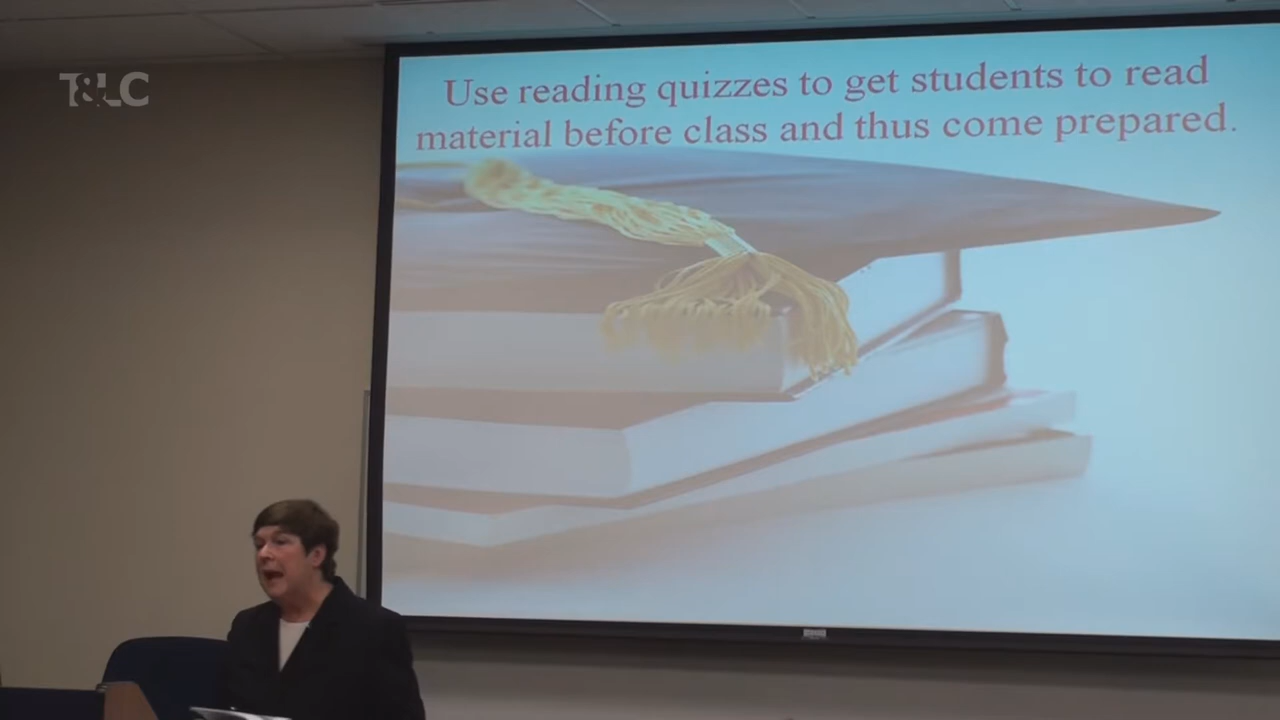 T&LC
Use reading quizzes to get students to read
material before class and thus come prepared.